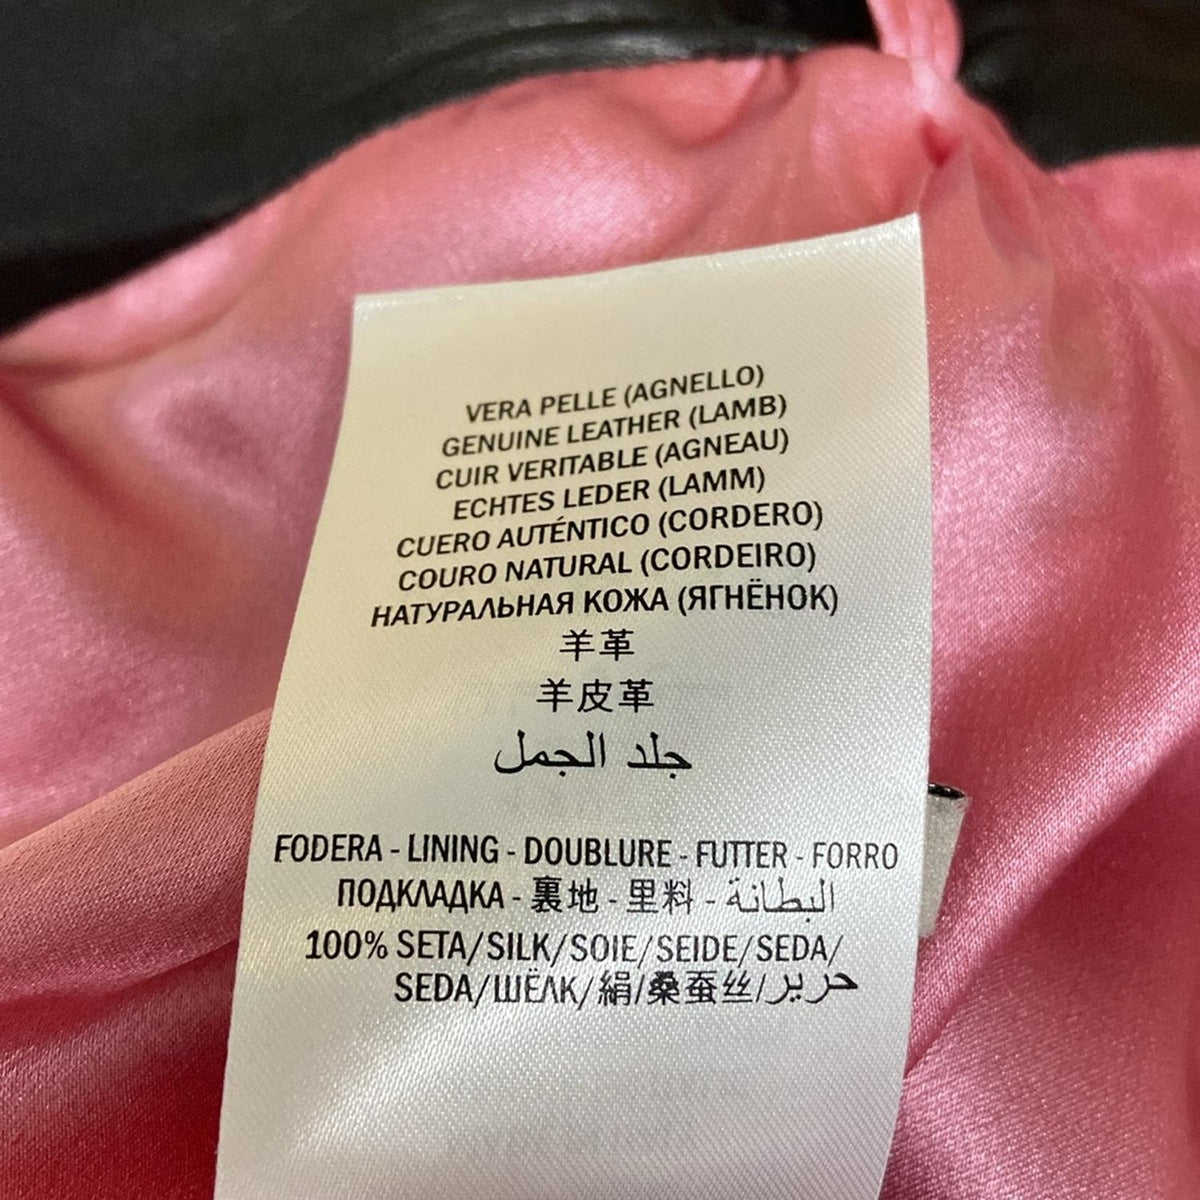 VERA PELLE (AGNELLO)
GENUINE LEATHER (LAMB)
CUIR VERITABLE (AGNEAU)
ECHTES LEDER (LAMM)
CUERO AUTÉNTICO (CORDERO)
COURO NATURAL (CORDEIRO)
НАТУРАЛЬНАЯ КОЖА (ЯГНЁНОК)
羊革
羊皮革
جلد الجمل
FODERA - LINING - DOUBLURE - FUTTER - FORRO
ПОДКЛАДКА - 裏地 - 里料 - البطانة
100% SETA/SILK/SOIE/SEIDE/SEDA/
SEDA/ШЁЛК/絹/桑蚕丝/حرير